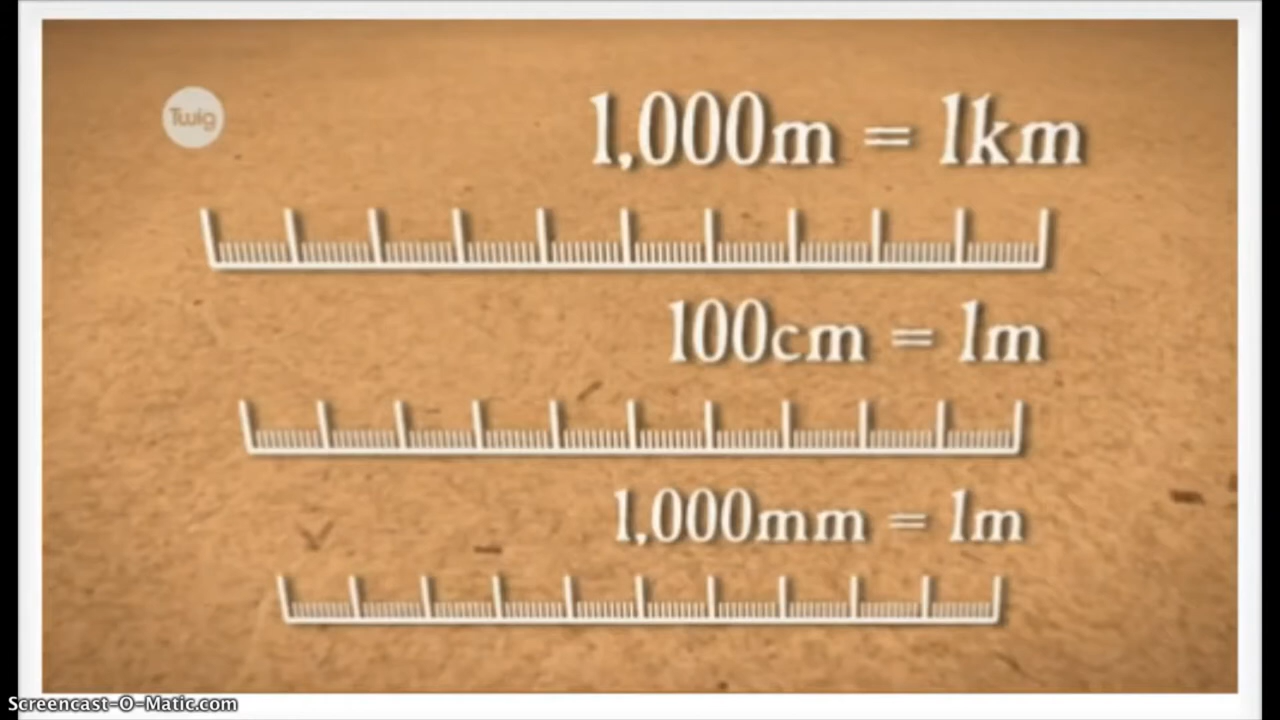 Twig
1,000m = 1km
100cm = 1m
1,000mm = 1m
Screencast-O-Matic.com